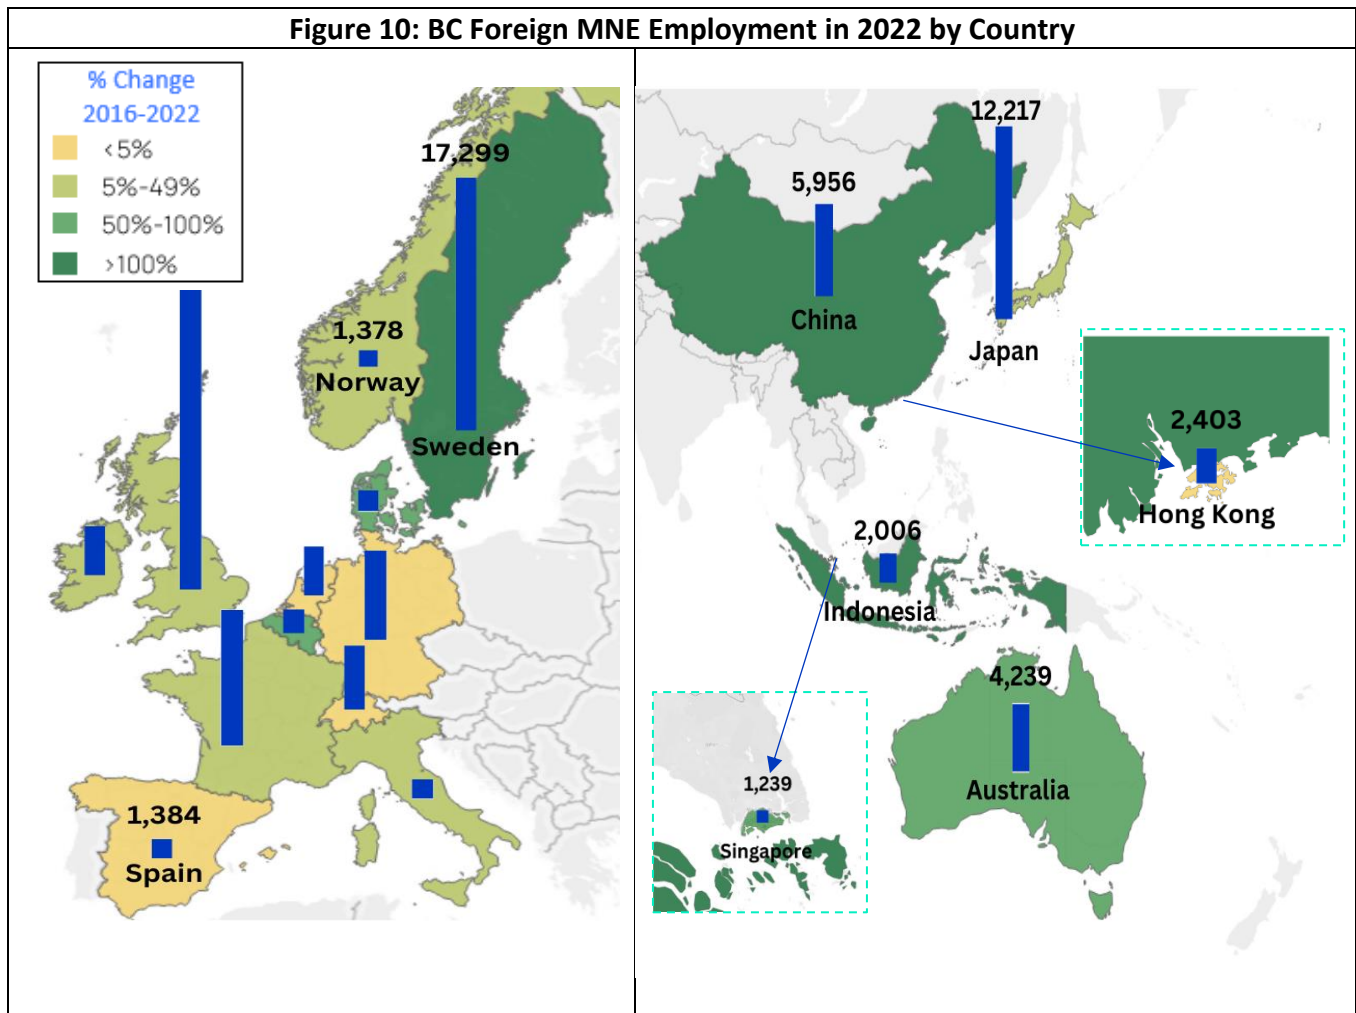 Figure 10: BC Foreign MNE Employment in 2022 by Country
% Change
2016-2022
<5%
5%-49%
50%-100%
>100%
17,299
Sweden
1,378
Norway
1,384
Spain
12,217
Japan
5,956
China
2,403
Hong Kong
2,006
Indonesia
4,239
Australia
1,239
Singapore